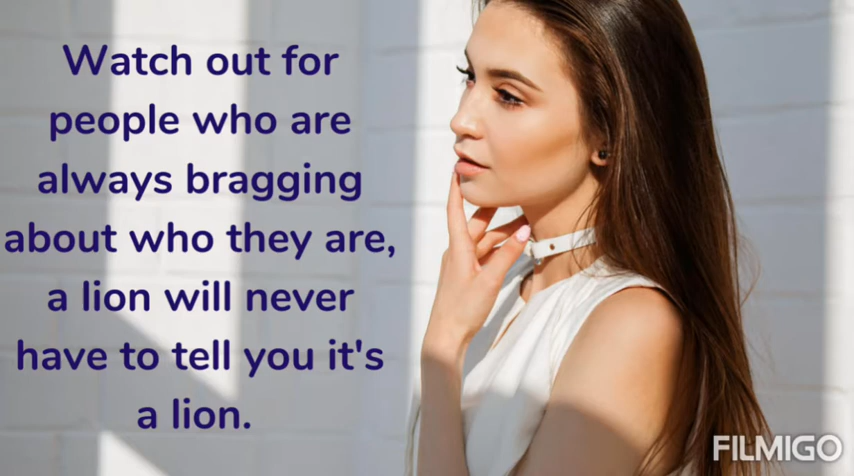 Watch out for
people who are
always bragging
about who they are,
a lion will never
have to tell you it's
a lion.
FILMIGO